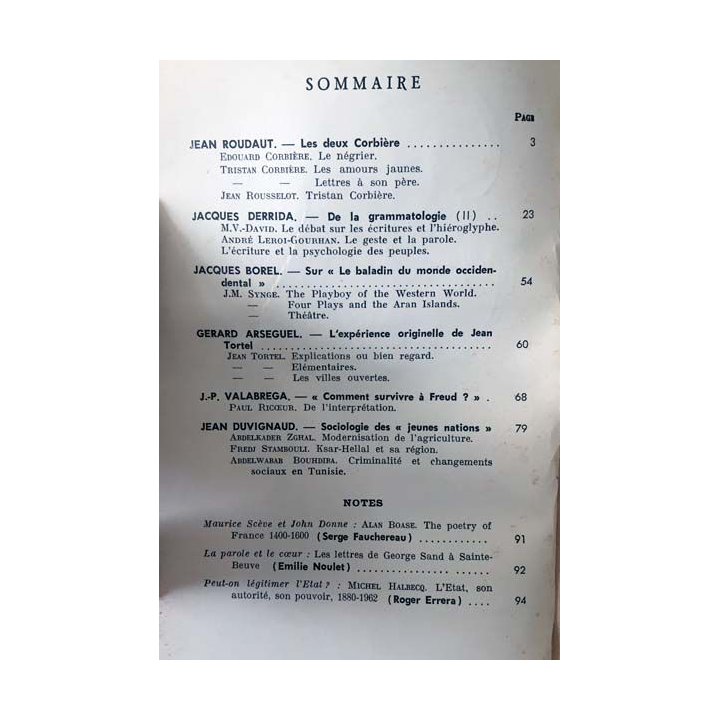 SOMMAIRE
PAGE
JEAN ROUDAUT. — Les deux Corbière ............... 3
EDOUARD CORBIÈRE. Le négrier.
TRISTAN CORBIÈRE. Les amours jaunes.
— — Lettres à son père.
JEAN ROUSSELOT. Tristan Corbière.
JACQUES DERRIDA. — De la grammatologie (II) .. 23
M.V.-DAVID. Le débat sur les écritures et l'hiéroglyphe.
ANDRÉ LEROI-GOURHAN. Le geste et la parole.
L'écriture et la psychologie des peuples.
JACQUES BOREL. — Sur « Le baladin du monde occiden-
dental » ..................................... 54
J.M. SYNGE. The Playboy of the Western World.
— Four Plays and the Aran Islands.
— Théâtre.
GERARD ARSEGUEL. — L'expérience originelle de Jean
Tortel ....................................... 60
JEAN TORTEL. Explications ou bien regard.
— — Elémentaires.
— — Les villes ouvertes.
J.-P. VALABREGA. — « Comment survivre à Freud ? » . 68
PAUL RICŒUR. De l'interprétation.
JEAN DUVIGNAUD. — Sociologie des « jeunes nations » 79
ABDELKADER ZGHAL. Modernisation de l'agriculture.
FREDJ STAMBOULI. Ksar-Hellal et sa région.
ABDELWABAB BOUHDIBA. Criminalité et changements
sociaux en Tunisie.
NOTES
Maurice Scève et John Donne : ALAN BOASE. The poetry of
France 1400-1600 (Serge Fauchereau) ............ 91
La parole et le cœur : Les lettres de George Sand à Sainte-
Beuve (Emilie Noulet) ................ ...... 92
Peut-on légitimer l'Etat ? : MICHEL HALBECQ. L'Etat, son
autorité, son pouvoir, 1880-1962 (Roger Errera) .... 94